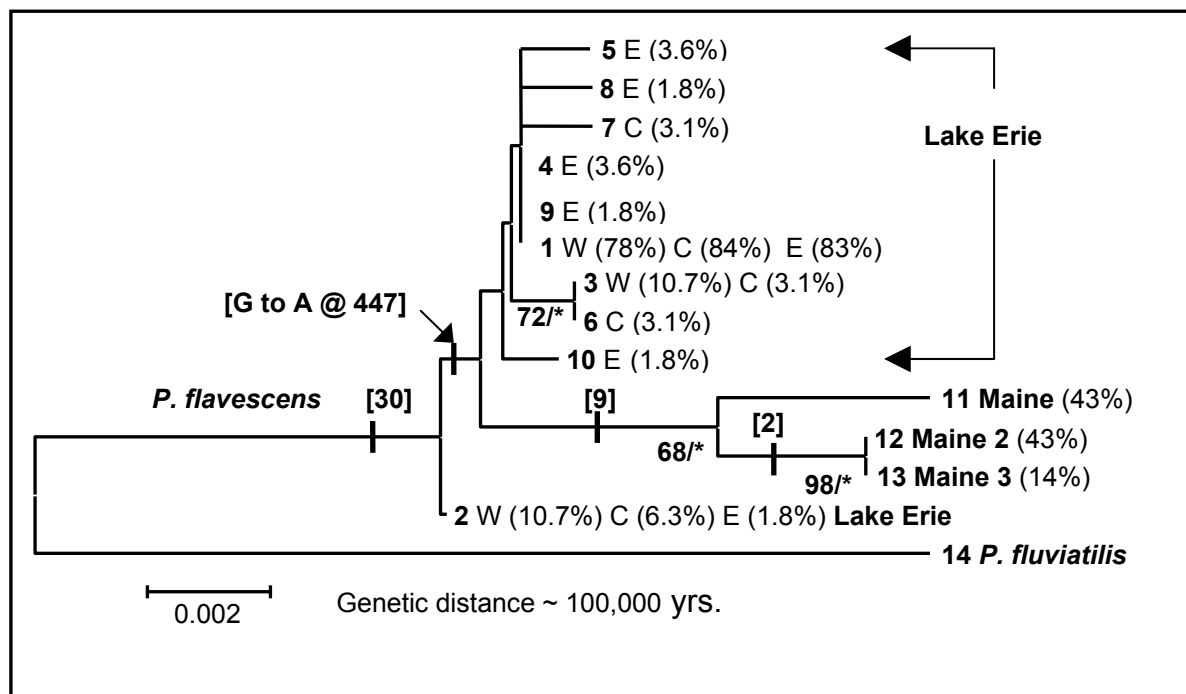 5 E (3.6%)
8 E (1.8%)
7 C (3.1%)
Lake Erie
4 E (3.6%)
9 E (1.8%)
1 W (78%) C (84%) E (83%)
3 W (10.7%) C (3.1%)
[G to A @ 447]
72/*
6 C (3.1%)
10 E (1.8%)
P. flavescens
[30]
[9]
11 Maine (43%)
[2]
12 Maine 2 (43%)
68/*
98/*
13 Maine 3 (14%)
2 W (10.7%) C (6.3%) E (1.8%) Lake Erie
14 P. fluviatilis
0.002
Genetic distance ~ 100,000 yrs.